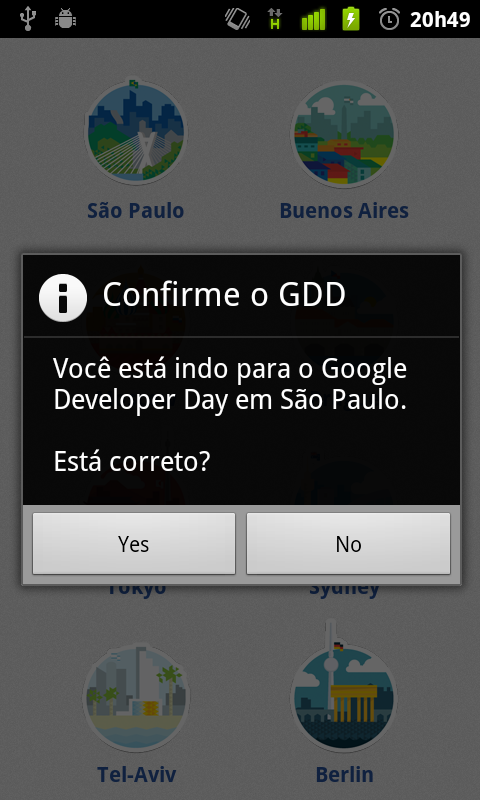 H
20h49
São Paulo
Buenos Aires
Confirme o GDD
Você está indo para o Google
Developer Day em São Paulo.
Está correto?
Yes
No
Tokyo
Sydney
Tel-Aviv
Berlin